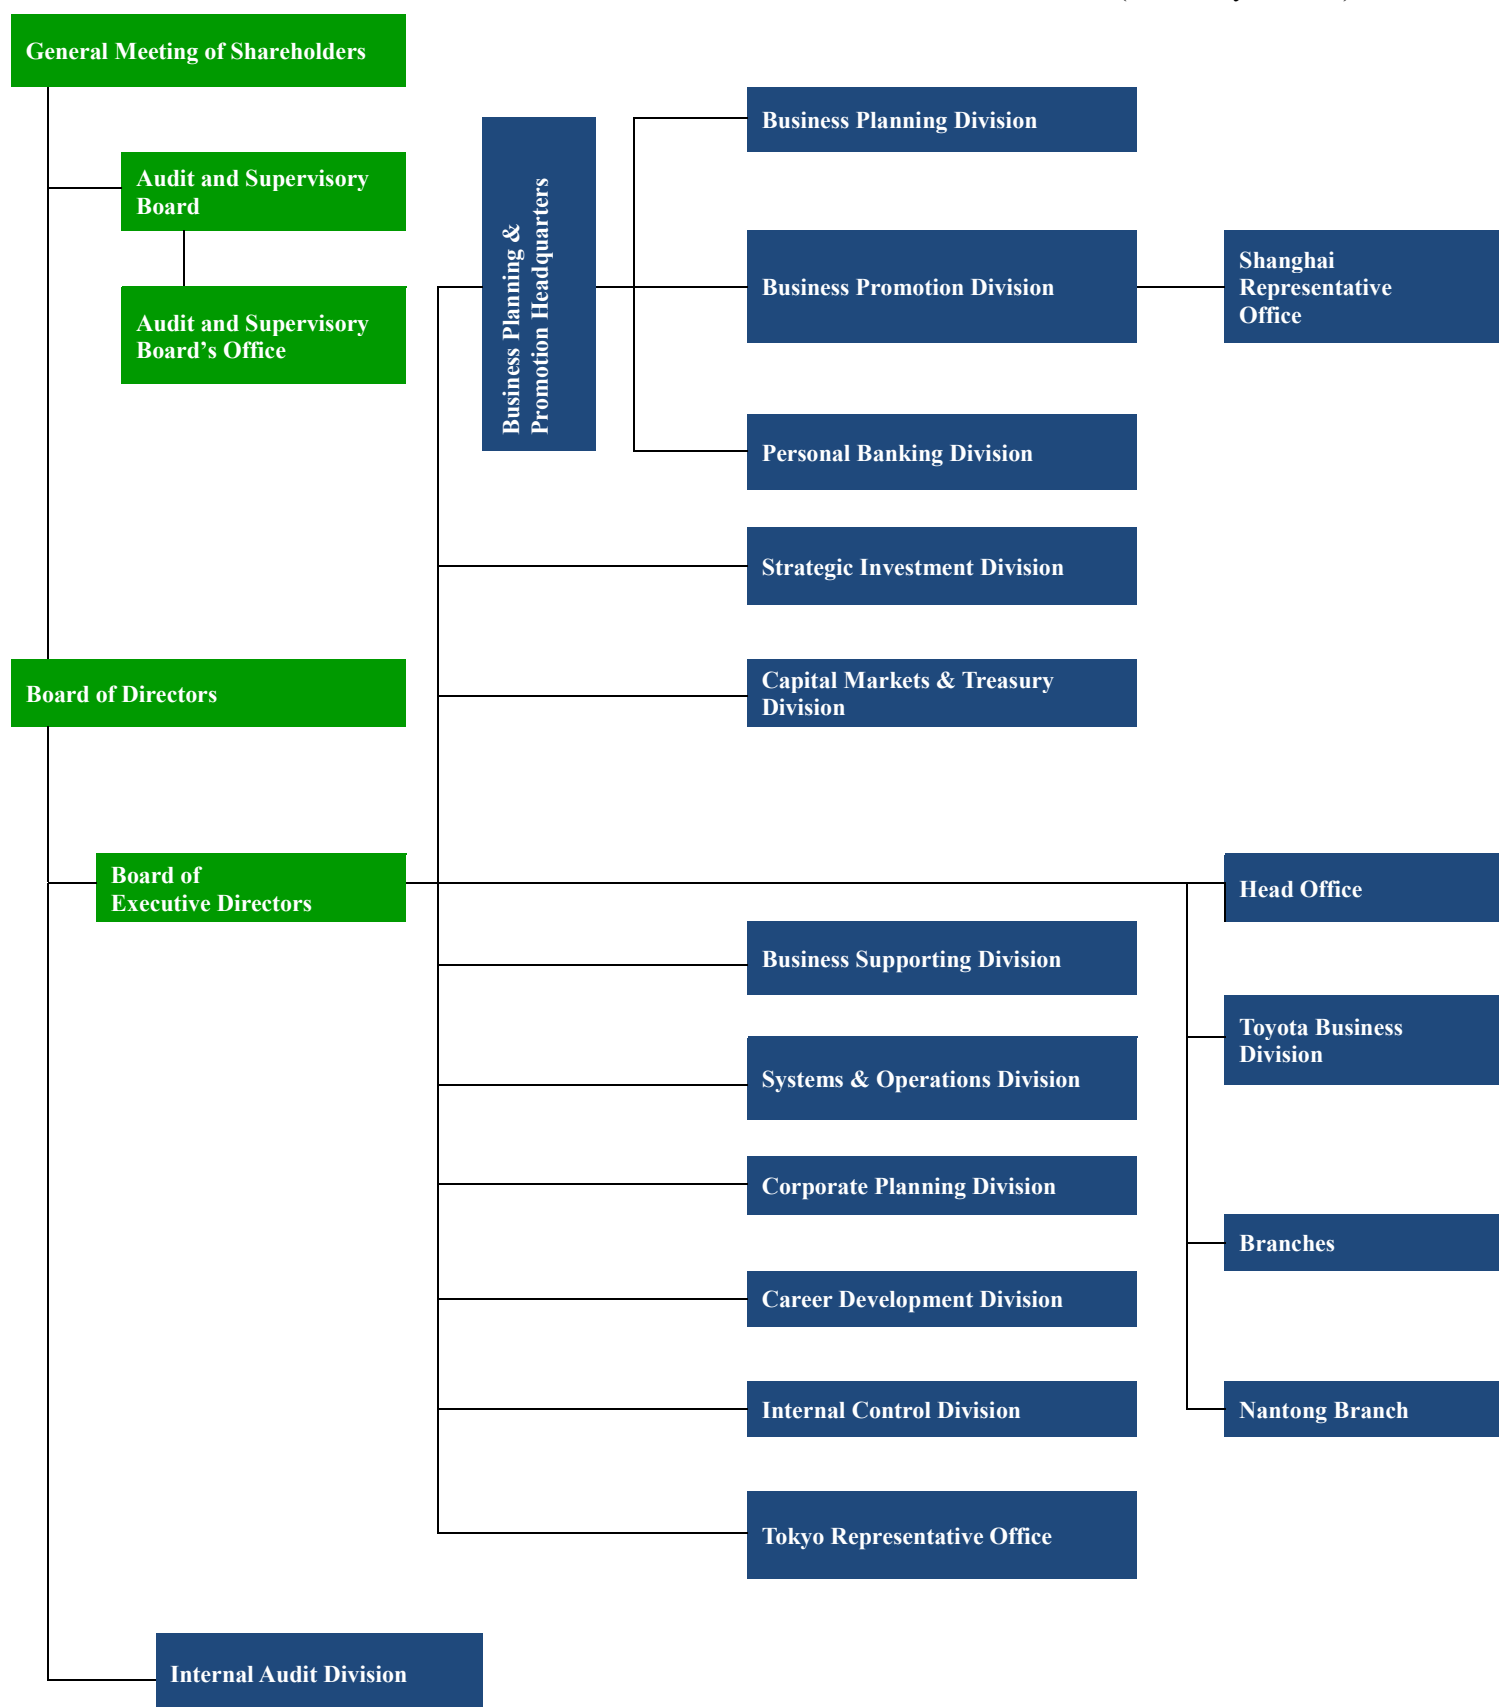 General Meeting of Shareholders
Audit and Supervisory
Board
Audit and Supervisory
Board’s Office
Business Planning &
Promotion Headquarters
Business Planning Division
Business Promotion Division
Shanghai
Representative
Office
Personal Banking Division
Strategic Investment Division
Board of Directors
Capital Markets & Treasury
Division
Board of
Executive Directors
Head Office
Business Supporting Division
Toyota Business
Division
Systems & Operations Division
Corporate Planning Division
Branches
Career Development Division
Internal Control Division
Nantong Branch
Tokyo Representative Office
Internal Audit Division